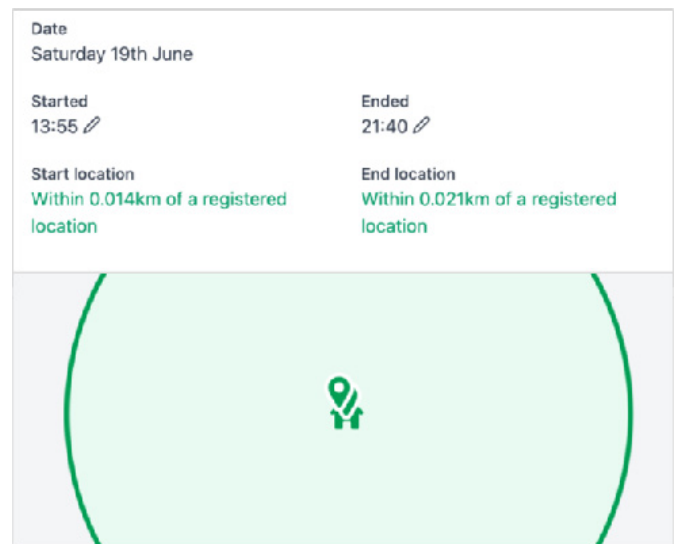 Date
Saturday 19th June
Started
13:55
Ended
21:40
Start location
Within 0.014km of a registered
location
End location
Within 0.021km of a registered
location